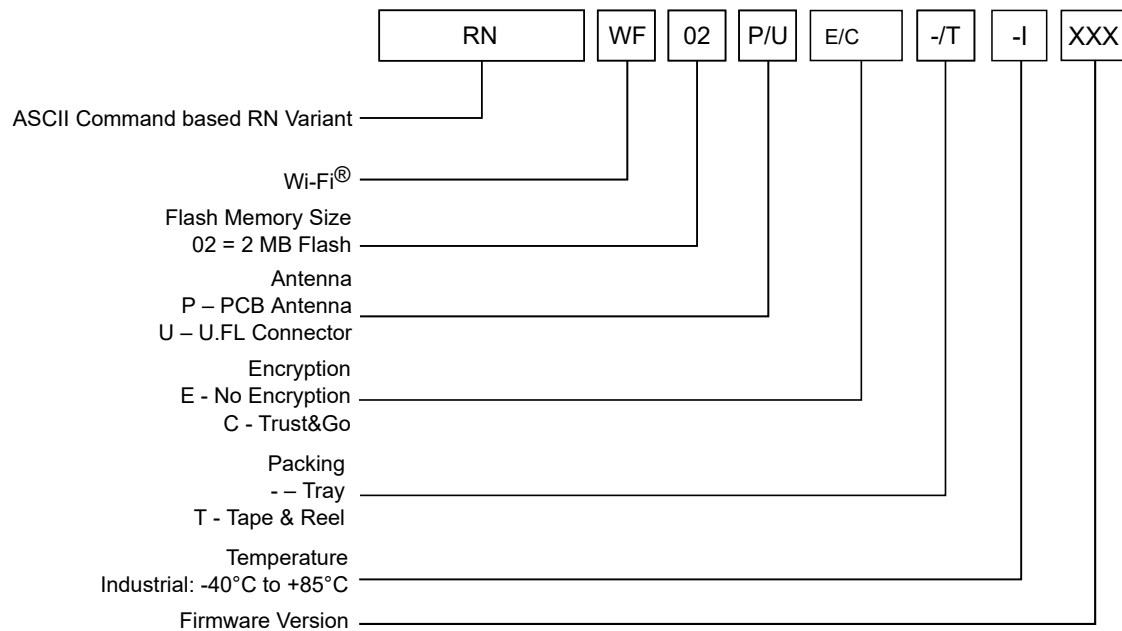 RN WF 02 P/U E/C -/T -I XXX
ASCII Command based RN Variant
Wi-Fi®
Flash Memory Size
02 = 2 MB Flash
Antenna
P – PCB Antenna
U – U.FL Connector
Encryption
E - No Encryption
C - Trust&Go
Packing
- – Tray
T - Tape & Reel
Temperature
Industrial: -40°C to +85°C
Firmware Version